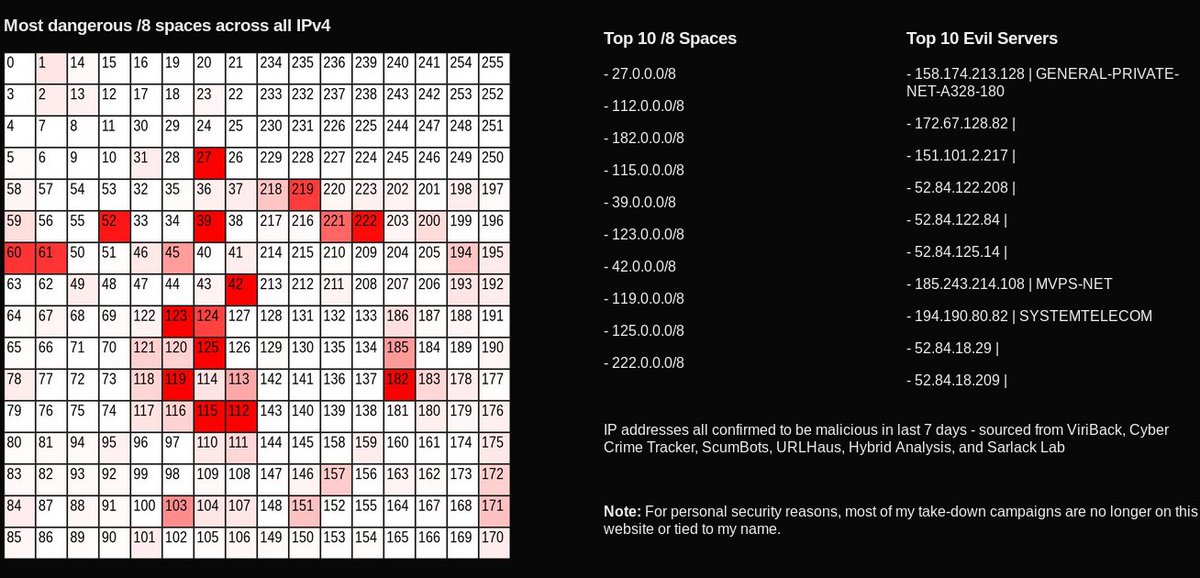 Most dangerous /8 spaces across all IPv4
0 1 14 15 16 19 20 21 234 235 236 239 240 241 254 255
3 2 13 12 17 18 23 22 233 232 237 238 243 242 253 252
4 7 8 11 30 29 24 25 230 231 226 225 244 247 248 251
5 6 9 10 31 28 27 26 229 228 227 224 245 246 249 250
58 57 54 53 32 35 36 37 218 219 220 223 202 201 198 197
59 56 55 52 33 34 39 38 217 216 221 222 203 200 199 196
60 61 50 51 46 45 40 41 214 215 210 209 204 205 194 195
63 62 49 48 47 44 43 42 213 212 211 208 207 206 193 192
64 67 68 69 122 123 124 127 128 131 132 133 186 187 188 191
65 66 71 70 121 120 125 126 129 130 135 134 185 184 189 190
78 77 72 73 118 119 114 113 142 141 136 137 182 183 178 177
79 76 75 74 117 116 115 112 143 140 139 138 181 180 179 176
80 81 94 95 96 97 110 111 144 145 158 159 160 161 174 175
83 82 93 92 99 98 109 108 147 146 157 156 163 162 173 172
84 87 88 91 100 103 104 107 148 151 152 155 164 167 168 171
85 86 89 90 101 102 105 106 149 150 153 154 165 166 169 170
Top 10 /8 Spaces
- 27.0.0.0/8
- 112.0.0.0/8
- 182.0.0.0/8
- 115.0.0.0/8
- 39.0.0.0/8
- 123.0.0.0/8
- 42.0.0.0/8
- 119.0.0.0/8
- 125.0.0.0/8
- 222.0.0.0/8
Top 10 Evil Servers
- 158.174.213.128 | GENERAL-PRIVATE-
NET-A328-180
- 172.67.128.82 |
- 151.101.2.217 |
- 52.84.122.208 |
- 52.84.122.84 |
- 52.84.125.14 |
- 185.243.214.108 | MVPS-NET
- 194.190.80.82 | SYSTEMTELECOM
- 52.84.18.29 |
- 52.84.18.209 |
IP addresses all confirmed to be malicious in last 7 days - sourced from ViriBack, Cyber
Crime Tracker, ScumBots, URLHaus, Hybrid Analysis, and Sarlack Lab
Note: For personal security reasons, most of my take-down campaigns are no longer on this
website or tied to my name.